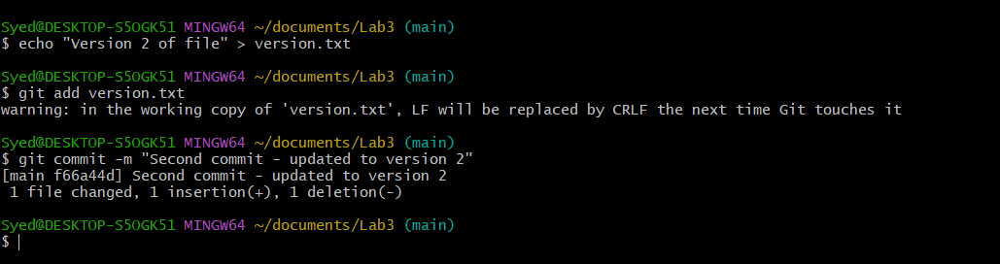 Syed@DESKTOP-S5OGK51 MINGW64 ~/documents/Lab3 (main)
$ echo "Version 2 of file" > version.txt
Syed@DESKTOP-S5OGK51 MINGW64 ~/documents/Lab3 (main)
$ git add version.txt
warning: in the working copy of 'version.txt', LF will be replaced by CRLF the next time Git touches it
Syed@DESKTOP-S5OGK51 MINGW64 ~/documents/Lab3 (main)
$ git commit -m "Second commit - updated to version 2"
[main f66a44d] Second commit - updated to version 2
 1 file changed, 1 insertion(+), 1 deletion(-)
Syed@DESKTOP-S5OGK51 MINGW64 ~/documents/Lab3 (main)
$